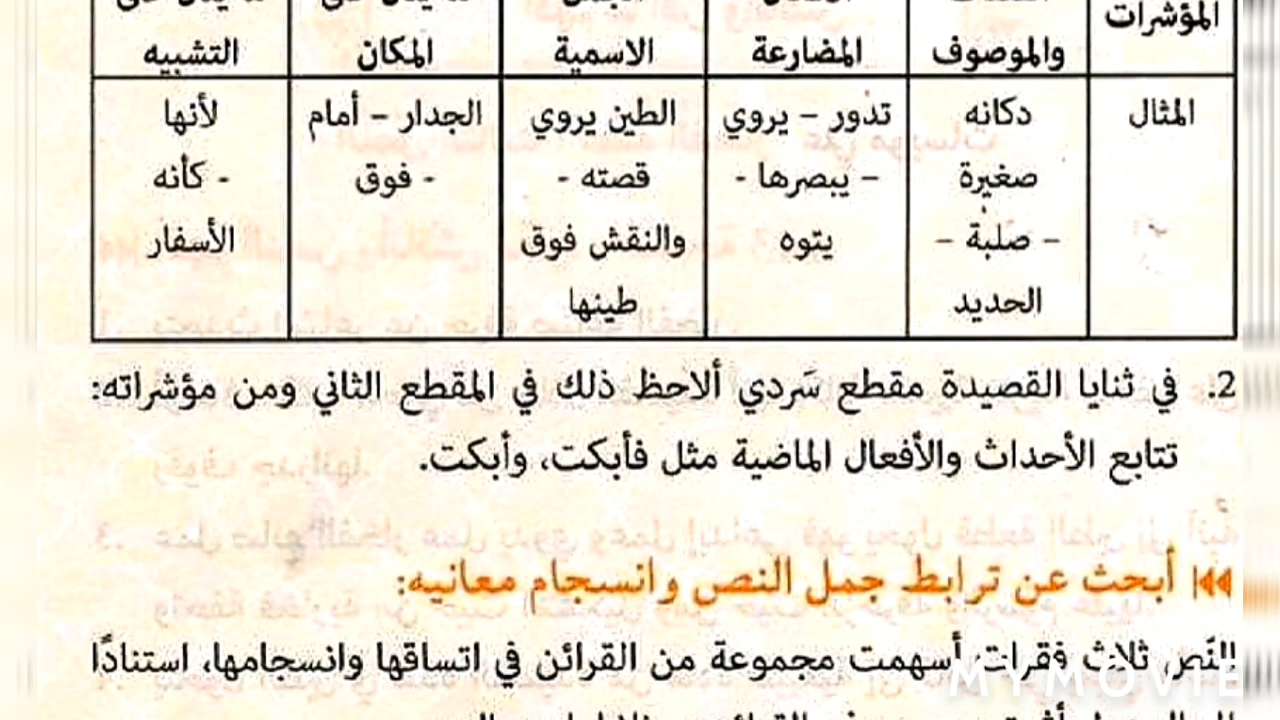 المؤشرات
والموصوف المضارعة الاسمية المكان التشبيه
المثال دكانه تدور – يروي الطين يروي الجدار – أمام لأنها
صغيرة – يبصرها - قصته - - فوق - كأنه
– صلبة – يتوه والنقش فوق الأسفار
الحديد طينها
2. في ثنايا القصيدة مقطع سَردي ألاحظ ذلك في المقطع الثاني ومن مؤشراته:
تتابع الأحداث والأفعال الماضية مثل فأبكت، وأبكت.
أبحث عن ترابط جمل النص وانسجام معانيه:
النّص ثلاث فقرات أسهمت مجموعة من القرائن في اتساقها وانسجامها، استنادًا
MYMOVIE